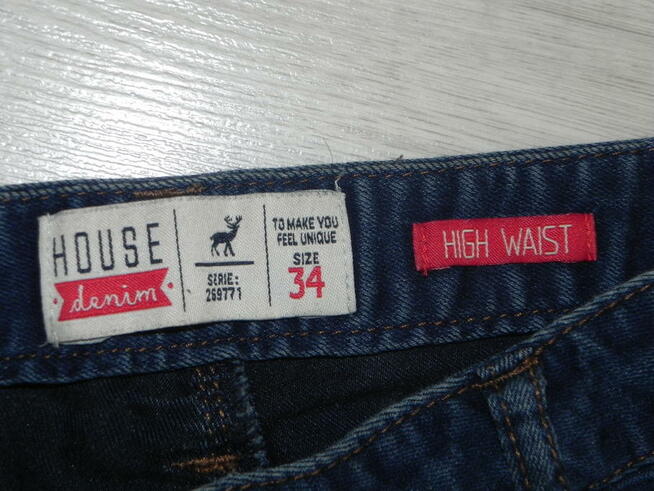 HOUSE
denim
SERIE:
269771
TO MAKE YOU
FEEL UNIQUE
SIZE
34
HIGH WAIST